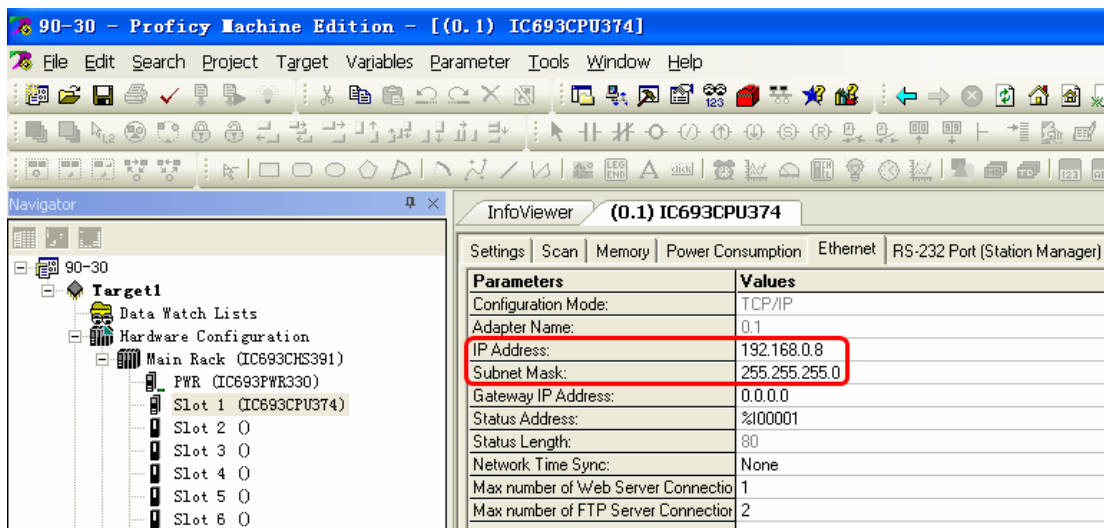 90-30 - Proficy Machine Edition - [(0.1) IC693CPU374]
File Edit Search Project Target Variables Parameter Tools Window Help
Navigator
InfoViewer (0.1) IC693CPU374
Settings Scan Memory Power Consumption Ethernet RS-232 Port (Station Manager)
90-30
Target1
Data Watch Lists
Hardware Configuration
Main Rack (IC693CHS391)
PWR (IC693PWR330)
Slot 1 (IC693CPU374)
Slot 2 ()
Slot 3 ()
Slot 4 ()
Slot 5 ()
Slot 6 ()
Parameters Values
Configuration Mode: TCP/IP
Adapter Name: 0.1
IP Address: 192.168.0.8
Subnet Mask: 255.255.255.0
Gateway IP Address: 0.0.0.0
Status Address: %I00001
Status Length: 80
Network Time Sync: None
Max number of Web Server Connectio 1
Max number of FTP Server Connection 2